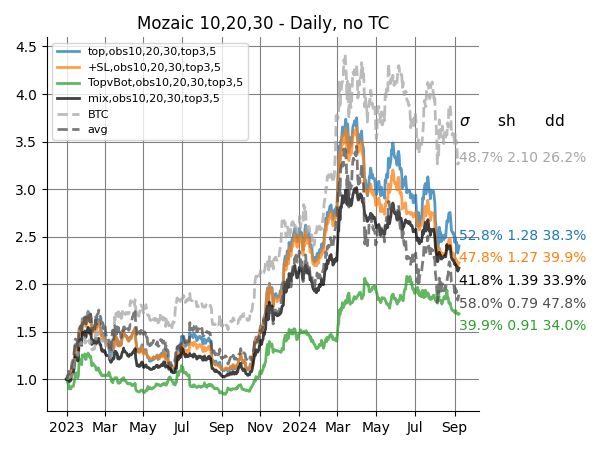 Mozaic 10,20,30 - Daily, no TC
4.5
4.0
3.5
3.0
2.5
2.0
1.5
1.0
top,obs10,20,30,top3,5
+SL,obs10,20,30,top3,5
TopvBot,obs10,20,30,top3,5
mix,obs10,20,30,top3,5
BTC
avg
σ sh dd
48.7% 2.10 26.2%
52.8% 1.28 38.3%
47.8% 1.27 39.9%
41.8% 1.39 33.9%
58.0% 0.79 47.8%
39.9% 0.91 34.0%
2023 Mar May Jul Sep Nov 2024 Mar May Jul Sep